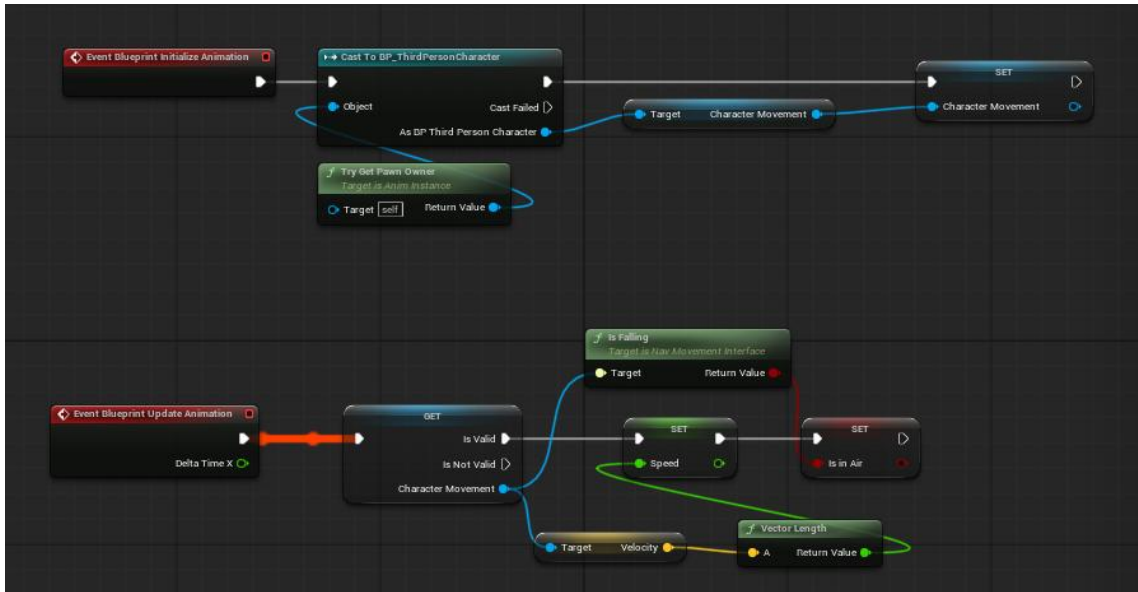 Event Blueprint Initialize Animation
Cast To BP_ThirdPersonCharacter
Object
Cast Failed
As BP Third Person Character
Target
Character Movement
SET
Character Movement
Try Get Pawn Owner
Target is Anim Instance
Target self
Return Value
Is Falling
Target is Nav Movement Interface
Target
Return Value
Event Blueprint Update Animation
Delta Time X
GET
Is Valid
Is Not Valid
Character Movement
SET
Speed
SET
Is in Air
Target
Velocity
Vector Length
A
Return Value